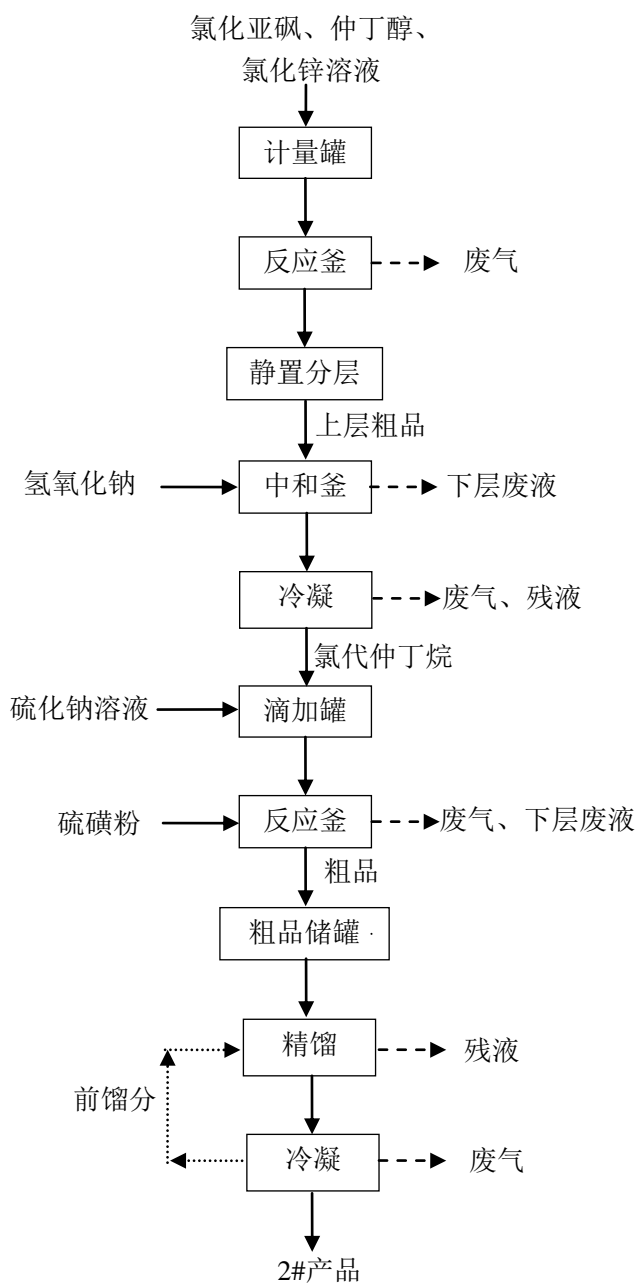 氯化亚砜、仲丁醇、
氯化锌溶液
计量罐
反应釜
废气
静置分层
上层粗品
氢氧化钠
中和釜
下层废液
冷凝
废气、残液
氯代仲丁烷
硫化钠溶液
滴加罐
硫磺粉
反应釜
废气、下层废液
粗品
粗品储罐
精馏
残液
前馏分
冷凝
废气
2#产品